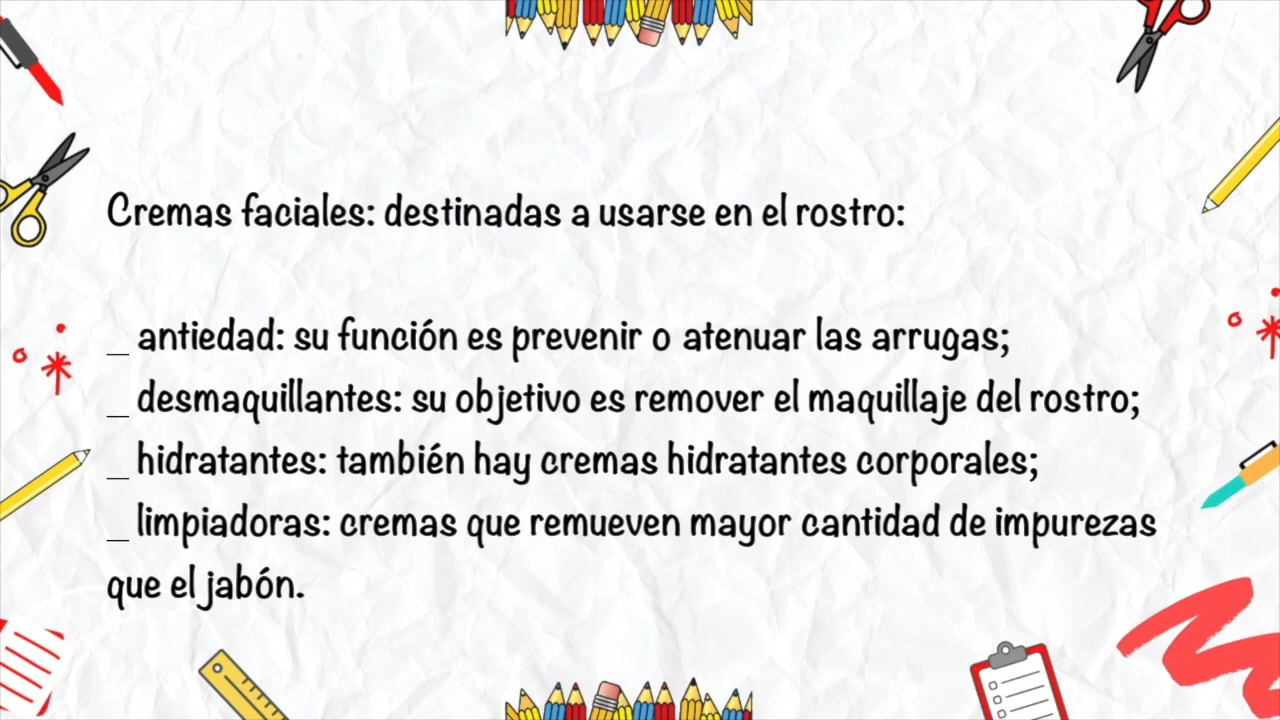 Cremas faciales: destinadas a usarse en el rostro:
_ antiedad: su función es prevenir o atenuar las arrugas;
_ desmaquillantes: su objetivo es remover el maquillaje del rostro;
_ hidratantes: también hay cremas hidratantes corporales;
_ limpiadoras: cremas que remueven mayor cantidad de impurezas
que el jabón.